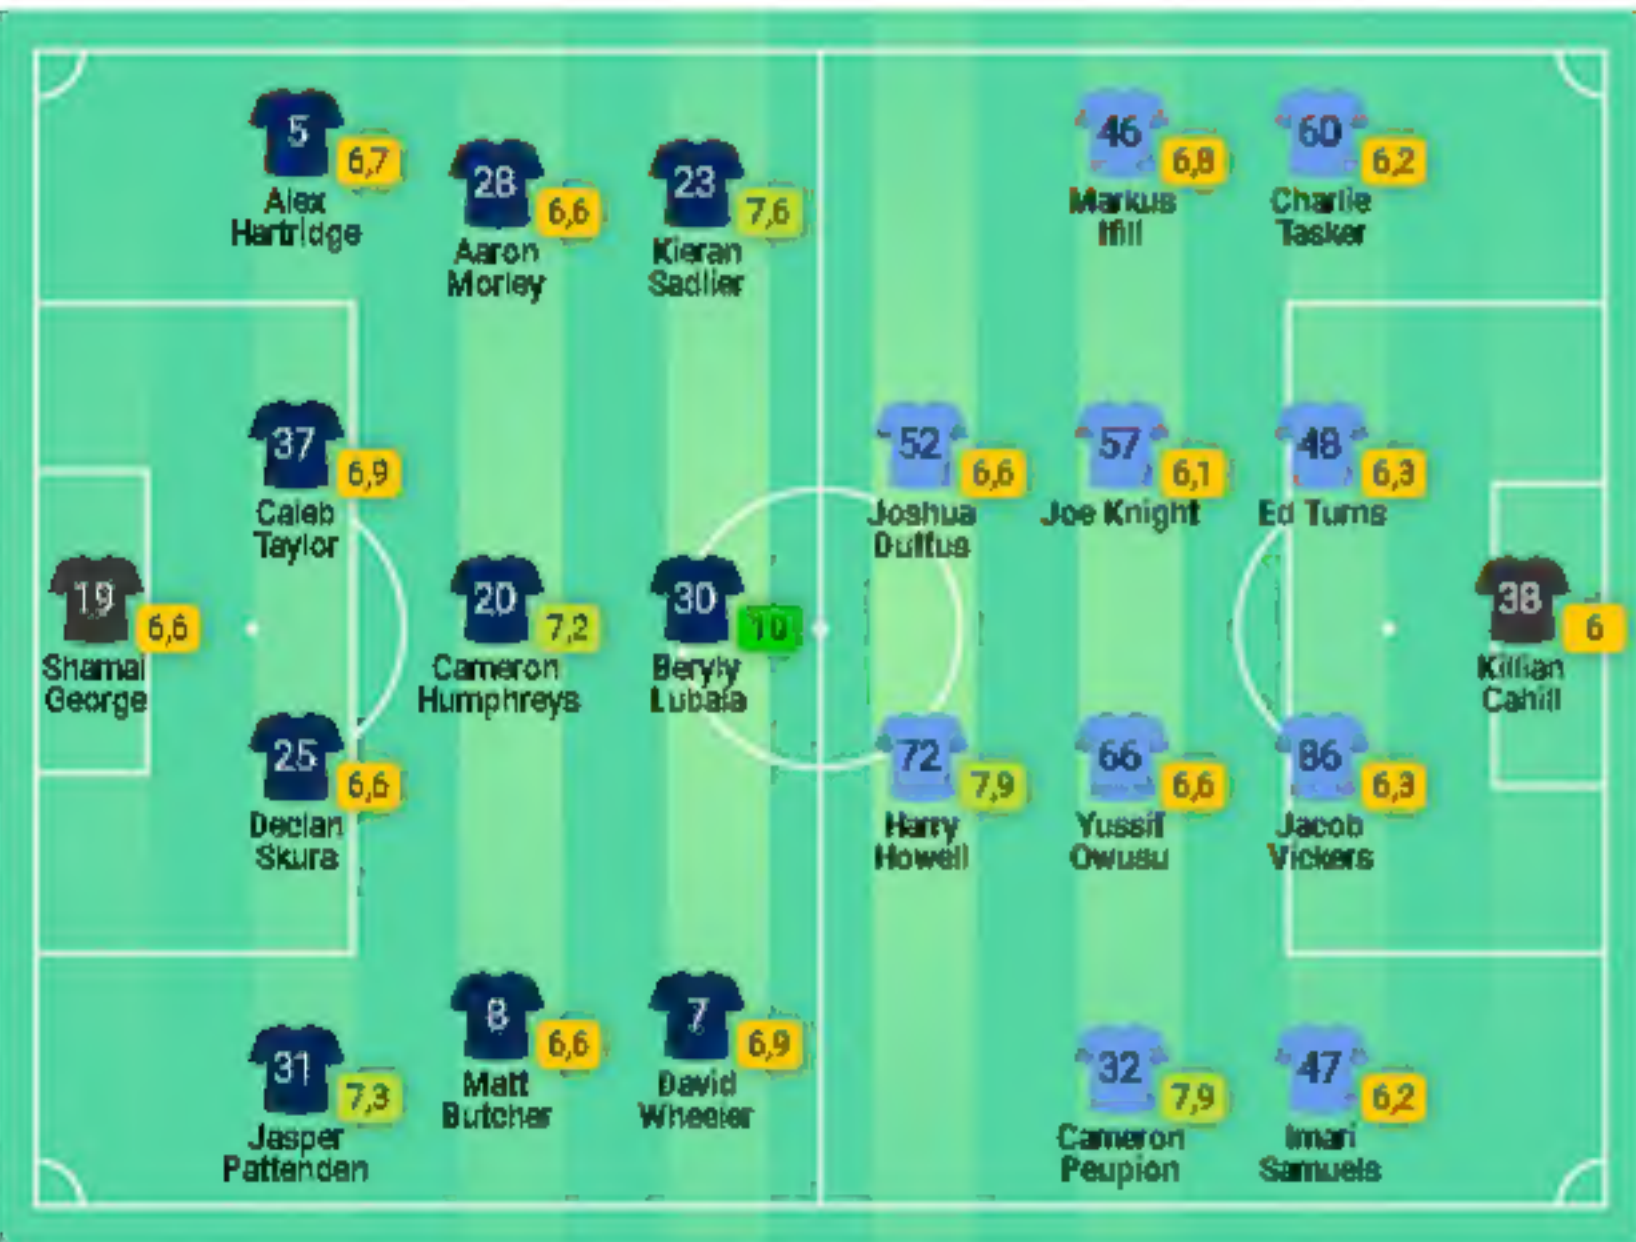 5
6,7
Alex
Hartridge
28
6,6
Aaron
Morley
23
7,6
Kieran
Sadlier
46
6,8
Markus
Ifill
60
6,2
Charlie
Tasker
37
6,9
Caleb
Taylor
52
6,6
Joshua
Duffus
57
6,1
Joe Knight
48
6,3
Ed Turns
19
6,6
Shamal
George
20
7,2
Cameron
Humphreys
30
10
Beryly
Lubala
38
6
Killian
Cahill
25
6,6
Declan
Skura
72
7,9
Harry
Howell
66
6,6
Yussif
Owusu
86
6,3
Jacob
Vickers
31
7,3
Jasper
Pattenden
8
6,6
Matt
Butcher
7
6,9
David
Wheeler
32
7,9
Cameron
Peupion
47
6,2
Imari
Samuels